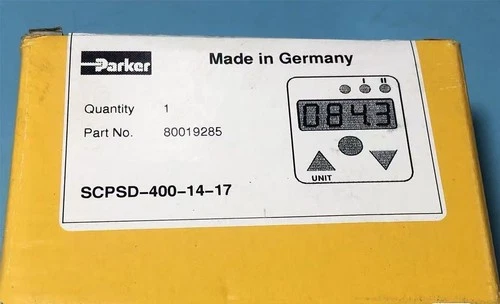 Parker
Made in Germany
Quantity 1
Part No. 80019285
I II
0843
UNIT
SCPSD-400-14-17